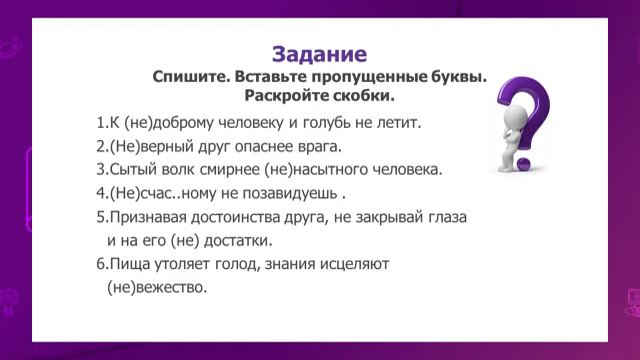 Задание
Спишите. Вставьте пропущенные буквы.
Раскройте скобки.
1.К (не)доброму человеку и голубь не летит.
2.(Не)верный друг опаснее врага.
3.Сытый волк смирнее (не)насытного человека.
4.(Не)счас..ному не позавидуешь .
5.Признавая достоинства друга, не закрывай глаза
и на его (не) достатки.
6.Пища утоляет голод, знания исцеляют
(не)вежество.